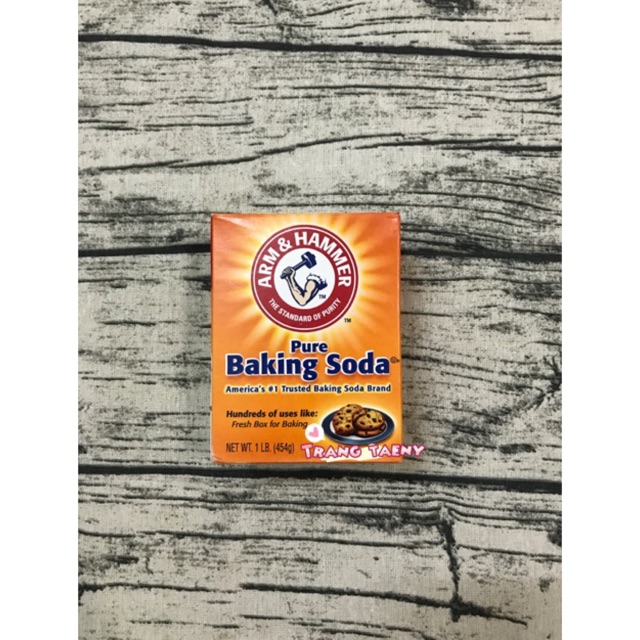 ARM & HAMMER
THE STANDARD OF PURITY
TM
TM
Pure
Baking Soda
America's #1 Trusted Baking Soda Brand
Hundreds of uses like:
Fresh Box for Baking
NET WT. 1 LB. (454g)
TRANG TAENY